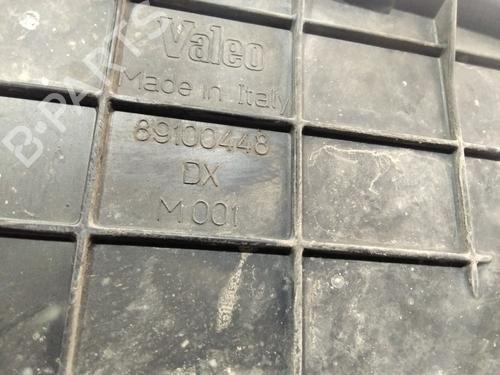 Valeo
Made in Italy
89100448
DX
M 001
B-PARTS